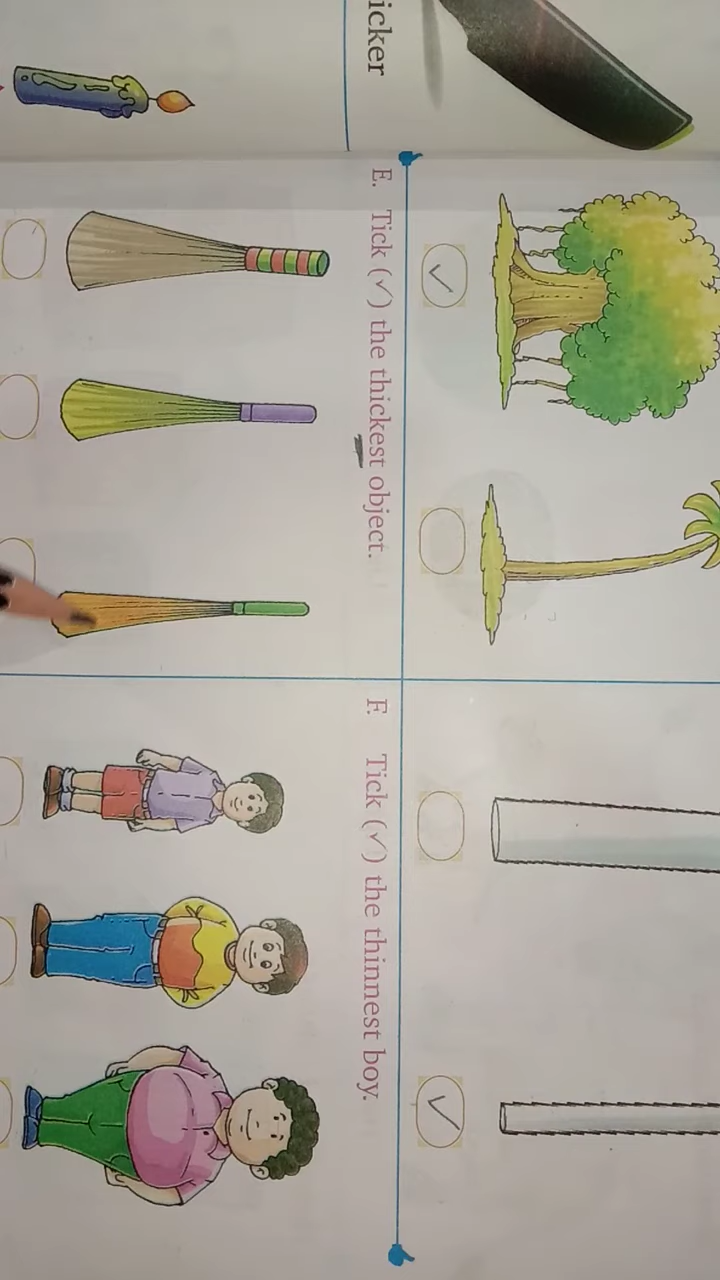 icker
E. Tick (✓) the thickest object.
F. Tick (✓) the thinnest boy.